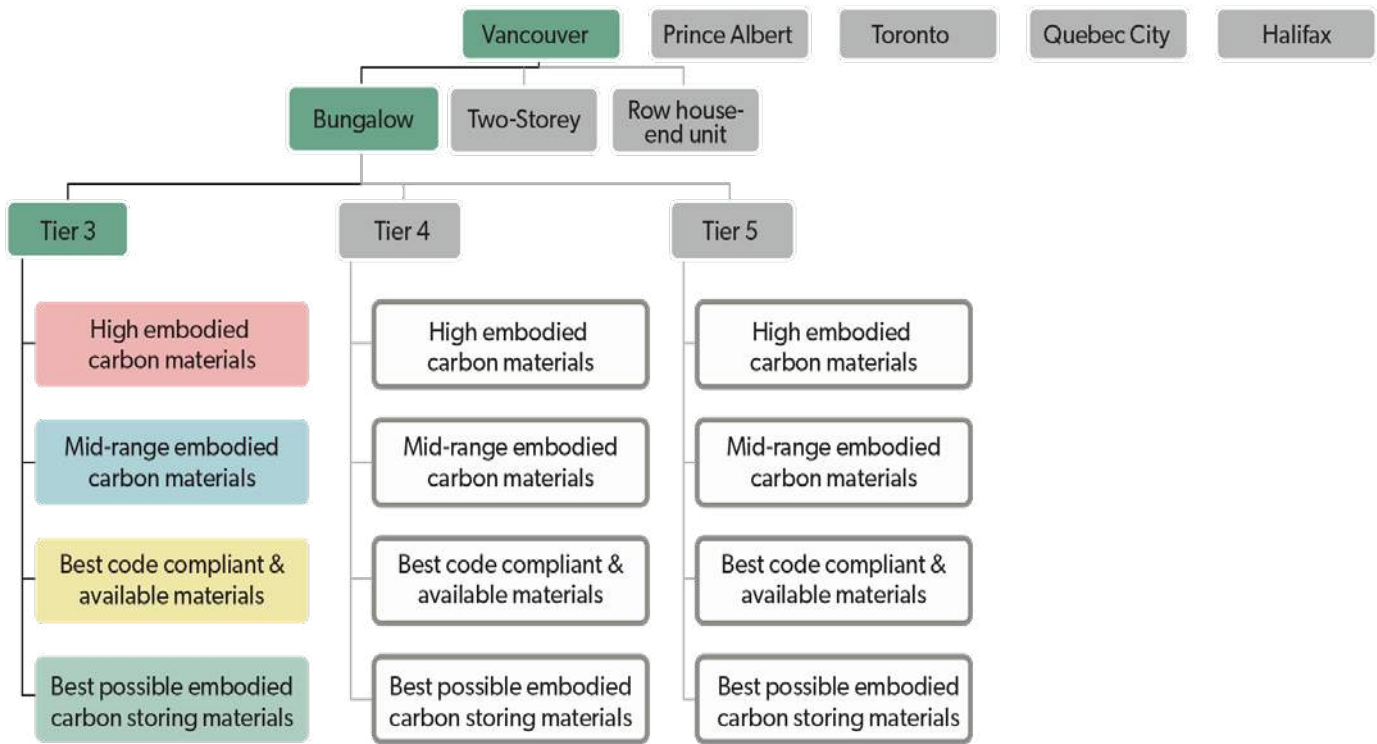 Vancouver
Prince Albert
Toronto
Quebec City
Halifax
Bungalow
Two-Storey
Row house-
end unit
Tier 3
Tier 4
Tier 5
High embodied
carbon materials
Mid-range embodied
carbon materials
Best code compliant &
available materials
Best possible embodied
carbon storing materials
High embodied
carbon materials
Mid-range embodied
carbon materials
Best code compliant &
available materials
Best possible embodied
carbon storing materials
High embodied
carbon materials
Mid-range embodied
carbon materials
Best code compliant &
available materials
Best possible embodied
carbon storing materials